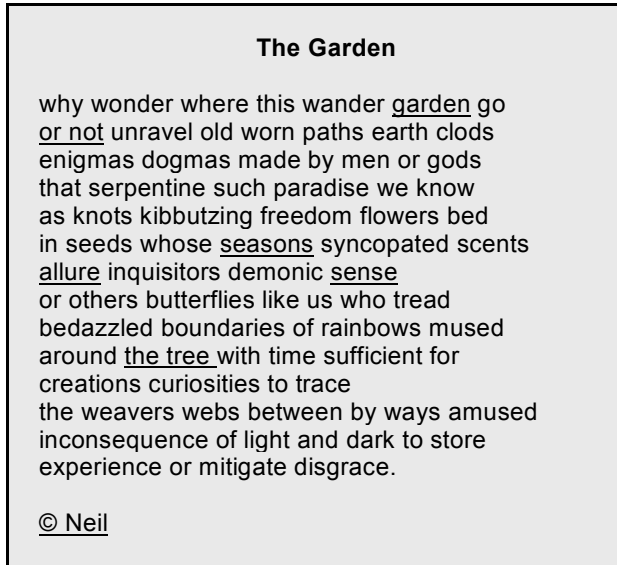 The Garden
why wonder where this wander garden go
or not unravel old worn paths earth clods
enigmas dogmas made by men or gods
that serpentine such paradise we know
as knots kibbutzing freedom flowers bed
in seeds whose seasons syncopated scents
allure inquisitors demonic sense
or others butterflies like us who tread
bedazzled boundaries of rainbows mused
around the tree with time sufficient for
creations curiosities to trace
the weavers webs between by ways amused
inconsequence of light and dark to store
experience or mitigate disgrace.
© Neil